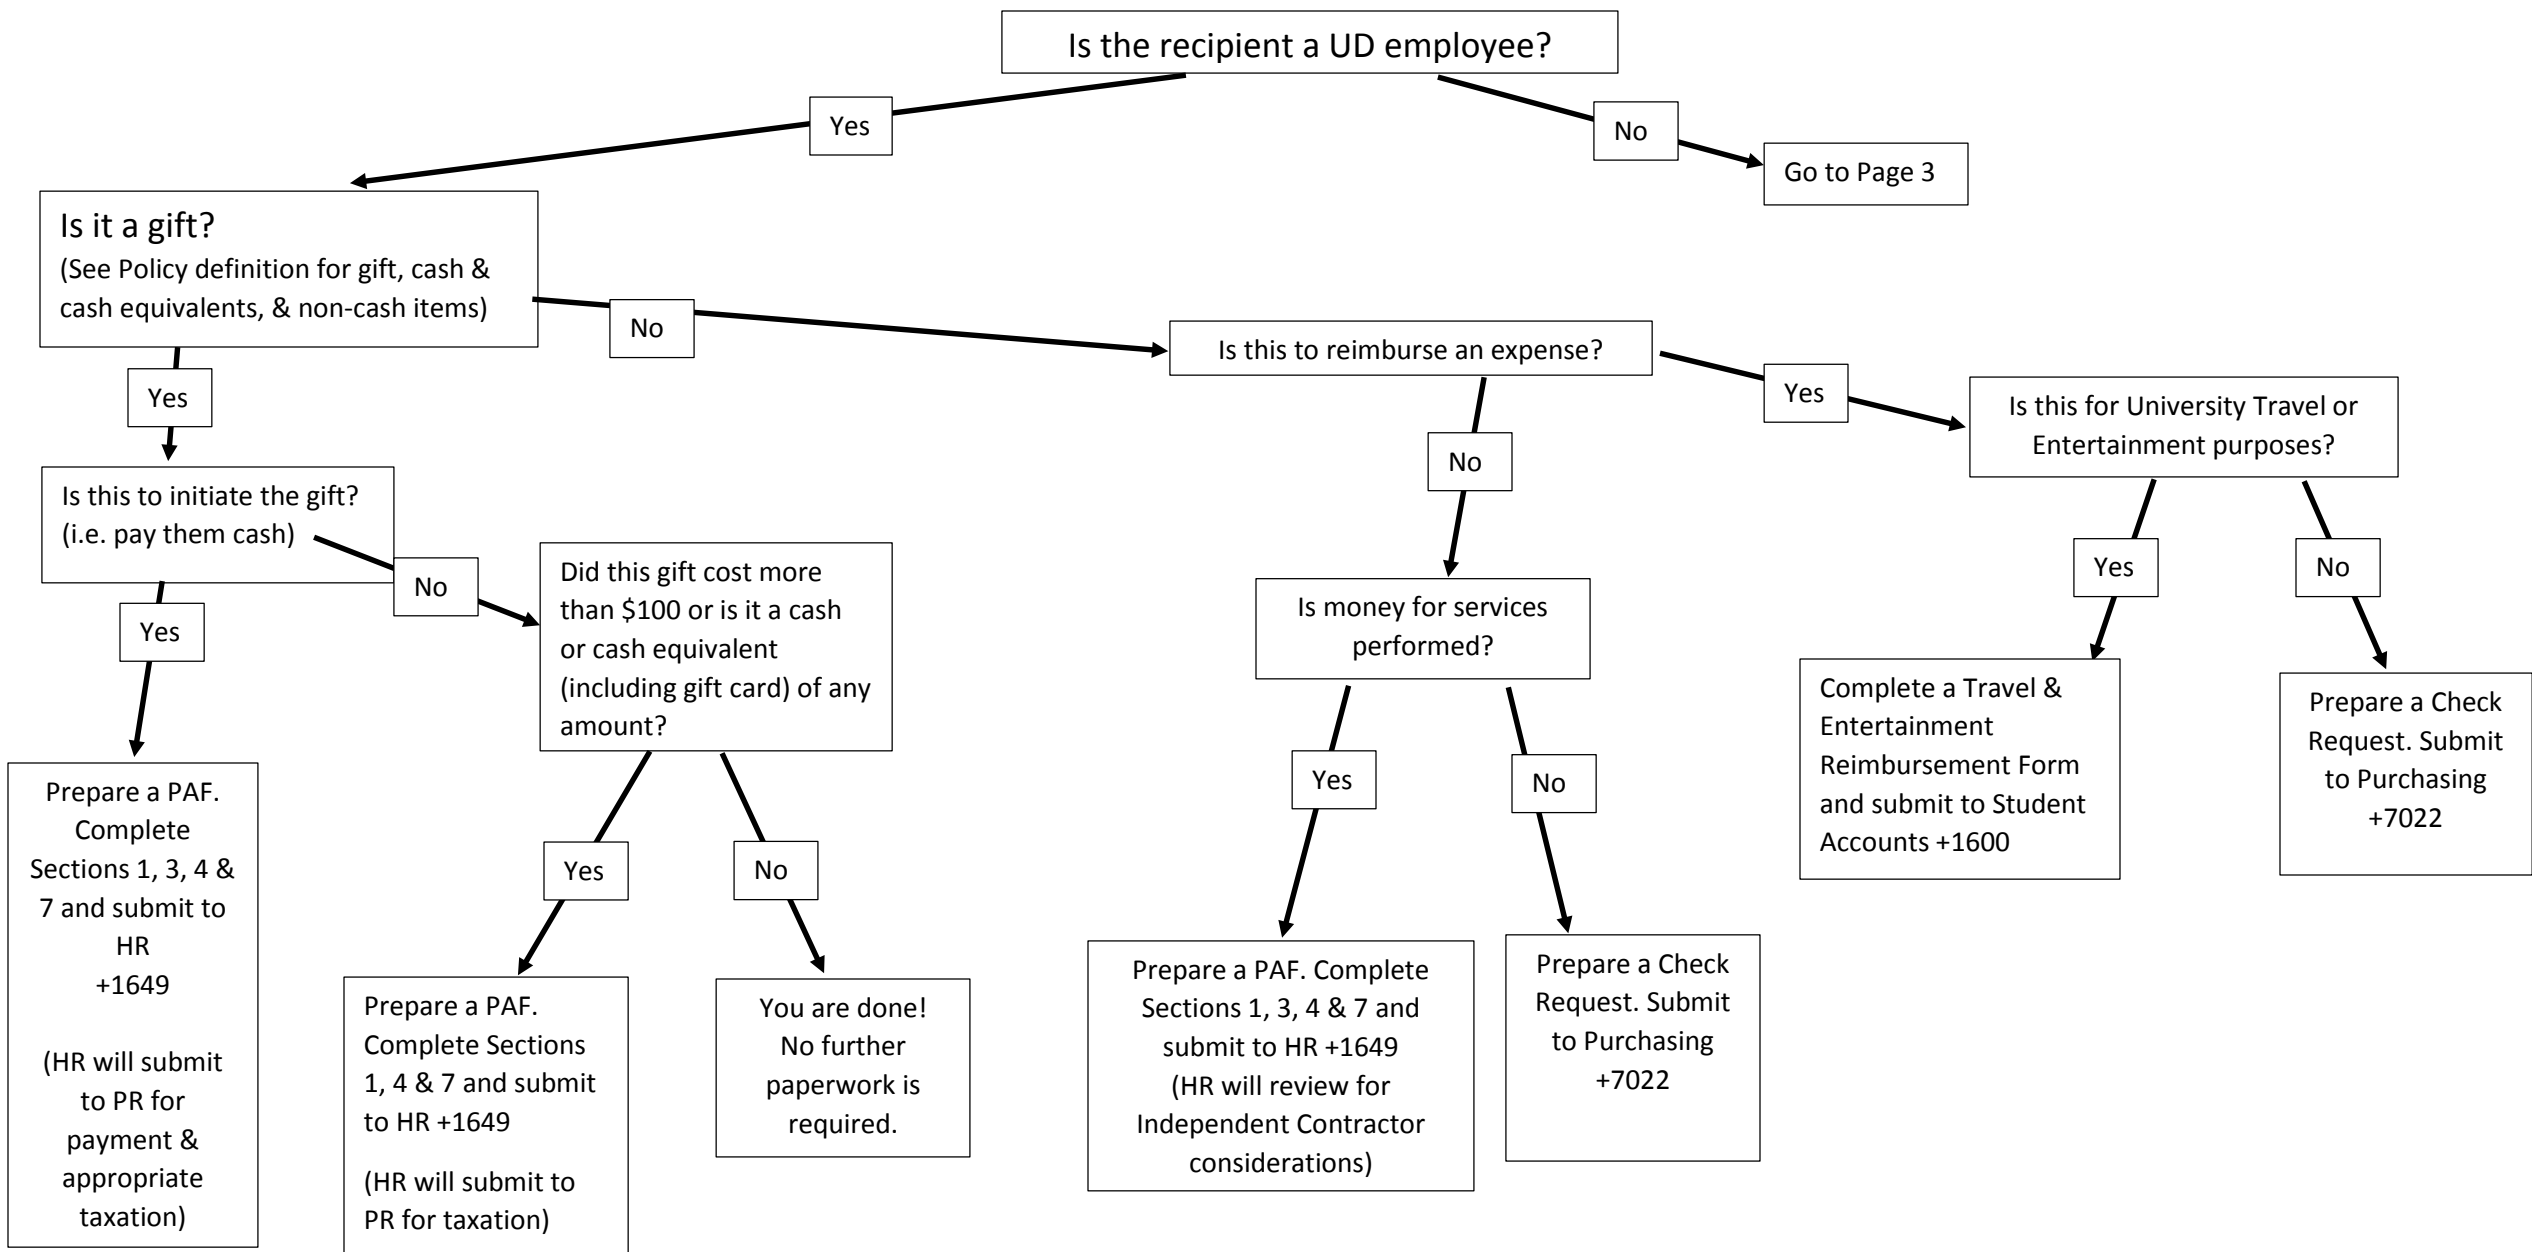 Is the recipient a UD employee?
Yes
No
Go to Page 3
Is it a gift?
(See Policy definition for gift, cash &
cash equivalents, & non-cash items)
No
Is this to reimburse an expense?
Yes
Is this for University Travel or
Entertainment purposes?
Yes
Is this to initiate the gift?
(i.e. pay them cash)
No
Yes
Did this gift cost more
than $100 or is it a cash
or cash equivalent
(including gift card) of any
amount?
No
Is money for services
performed?
Yes
No
Yes
No
Yes
No
Prepare a PAF.
Complete
Sections 1, 3, 4 &
7 and submit to
HR
+1649
(HR will submit
to PR for
payment &
appropriate
taxation)
Prepare a PAF.
Complete Sections
1, 4 & 7 and submit
to HR +1649
(HR will submit to
PR for taxation)
You are done!
No further
paperwork is
required.
Prepare a PAF. Complete
Sections 1, 3, 4 & 7 and
submit to HR +1649
(HR will review for
Independent Contractor
considerations)
Prepare a Check
Request. Submit
to Purchasing
+7022
Complete a Travel &
Entertainment
Reimbursement Form
and submit to Student
Accounts +1600
Prepare a Check
Request. Submit
to Purchasing
+7022